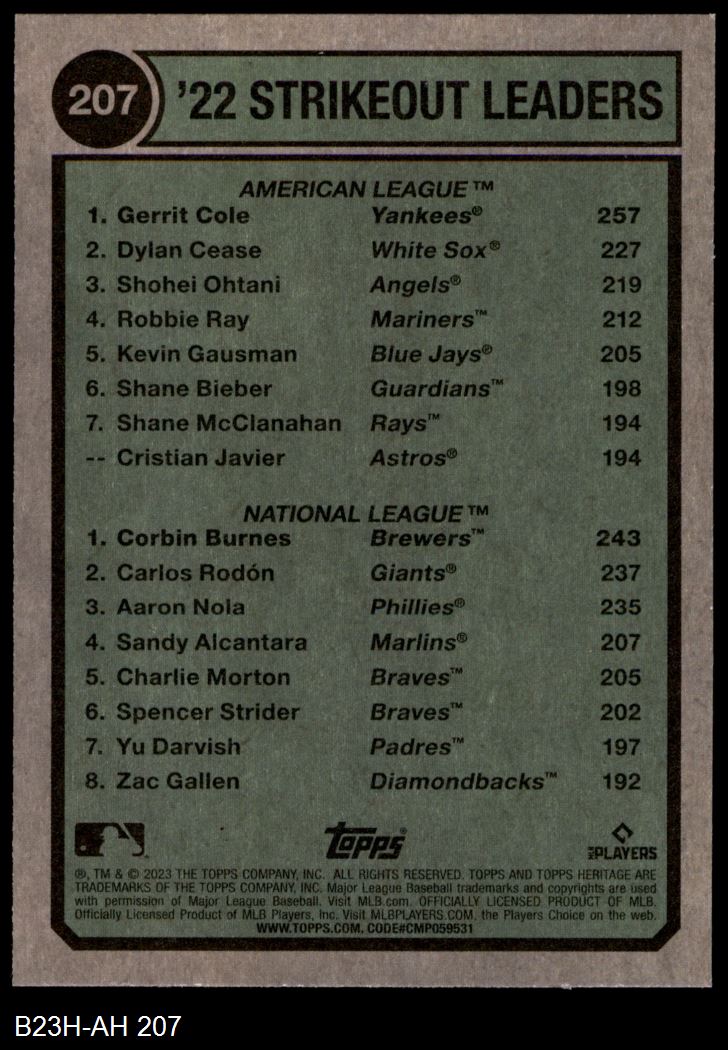 207 '22 STRIKEOUT LEADERS
AMERICAN LEAGUE™
1. Gerrit Cole Yankees® 257
2. Dylan Cease White Sox® 227
3. Shohei Ohtani Angels® 219
4. Robbie Ray Mariners™ 212
5. Kevin Gausman Blue Jays® 205
6. Shane Bieber Guardians™ 198
7. Shane McClanahan Rays™ 194
-- Cristian Javier Astros® 194
NATIONAL LEAGUE™
1. Corbin Burnes Brewers™ 243
2. Carlos Rodón Giants® 237
3. Aaron Nola Phillies® 235
4. Sandy Alcantara Marlins® 207
5. Charlie Morton Braves™ 205
6. Spencer Strider Braves™ 202
7. Yu Darvish Padres™ 197
8. Zac Gallen Diamondbacks™ 192
Topps® MLB PLAYERS
®, TM & © 2023 THE TOPPS COMPANY, INC. ALL RIGHTS RESERVED. TOPPS AND TOPPS HERITAGE ARE
TRADEMARKS OF THE TOPPS COMPANY, INC. Major League Baseball trademarks and copyrights are used
with permission of Major League Baseball. Visit MLB.com. OFFICIALLY LICENSED PRODUCT OF MLB.
Officially Licensed Product of MLB Players, Inc. Visit MLBPLAYERS.COM, the Players Choice on the web.
WWW.TOPPS.COM. CODE#CMP059531
B23H-AH 207